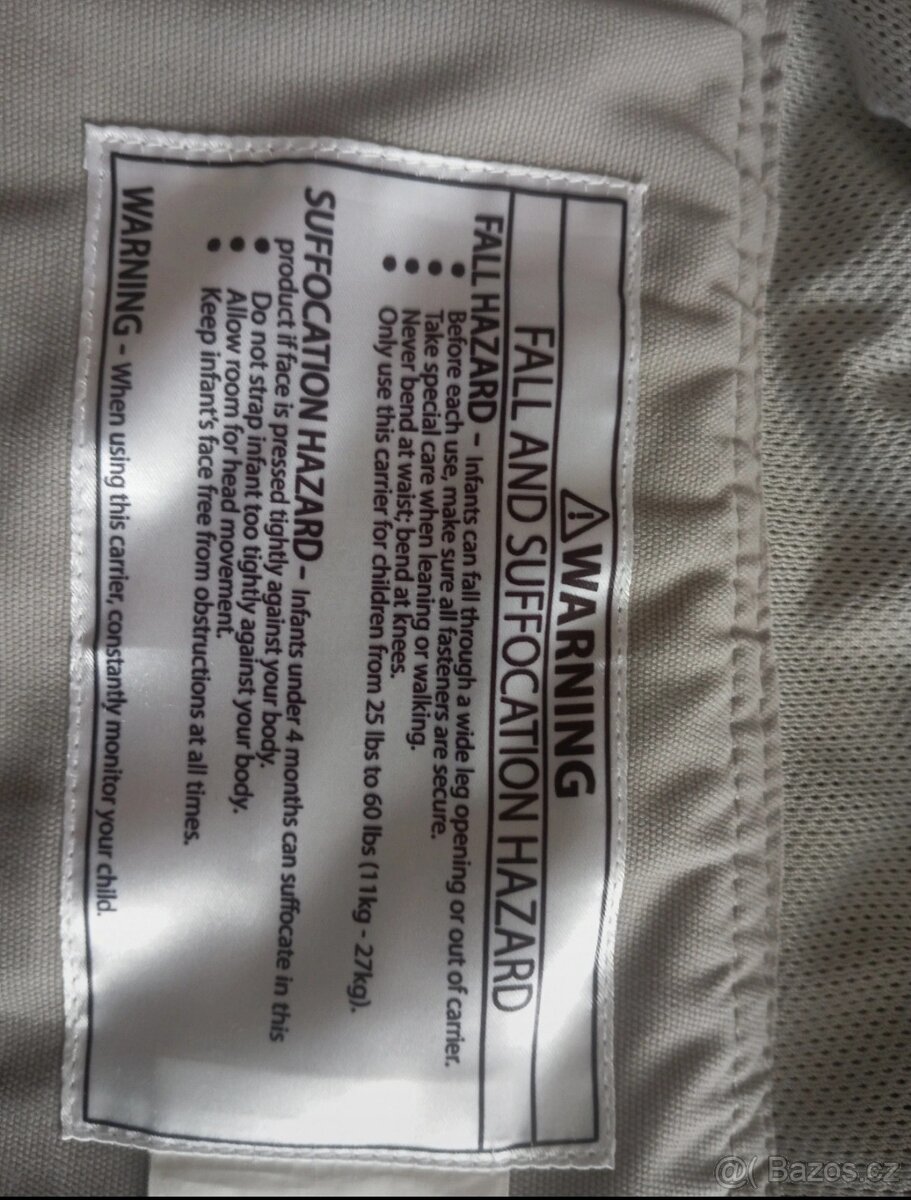 ⚠WARNING
FALL AND SUFFOCATION HAZARD
FALL HAZARD – Infants can fall through a wide leg opening or out of carrier.
• Before each use, make sure all fasteners are secure.
• Take special care when leaning or walking.
• Never bend at waist; bend at knees.
• Only use this carrier for children from 25 lbs to 60 lbs (11kg - 27kg).
SUFFOCATION HAZARD – Infants under 4 months can suffocate in this
product if face is pressed tightly against your body.
• Do not strap infant too tightly against your body.
• Allow room for head movement.
• Keep infant's face free from obstructions at all times.
WARNING – When using this carrier, constantly monitor your child.
@( Bazos.cz